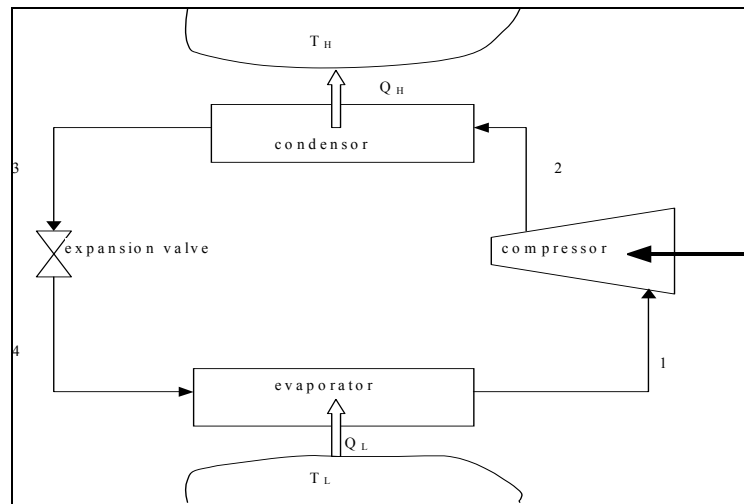 T H
Q H
condensor
3
2
expansion valve
compressor
4
1
evaporator
Q L
T L